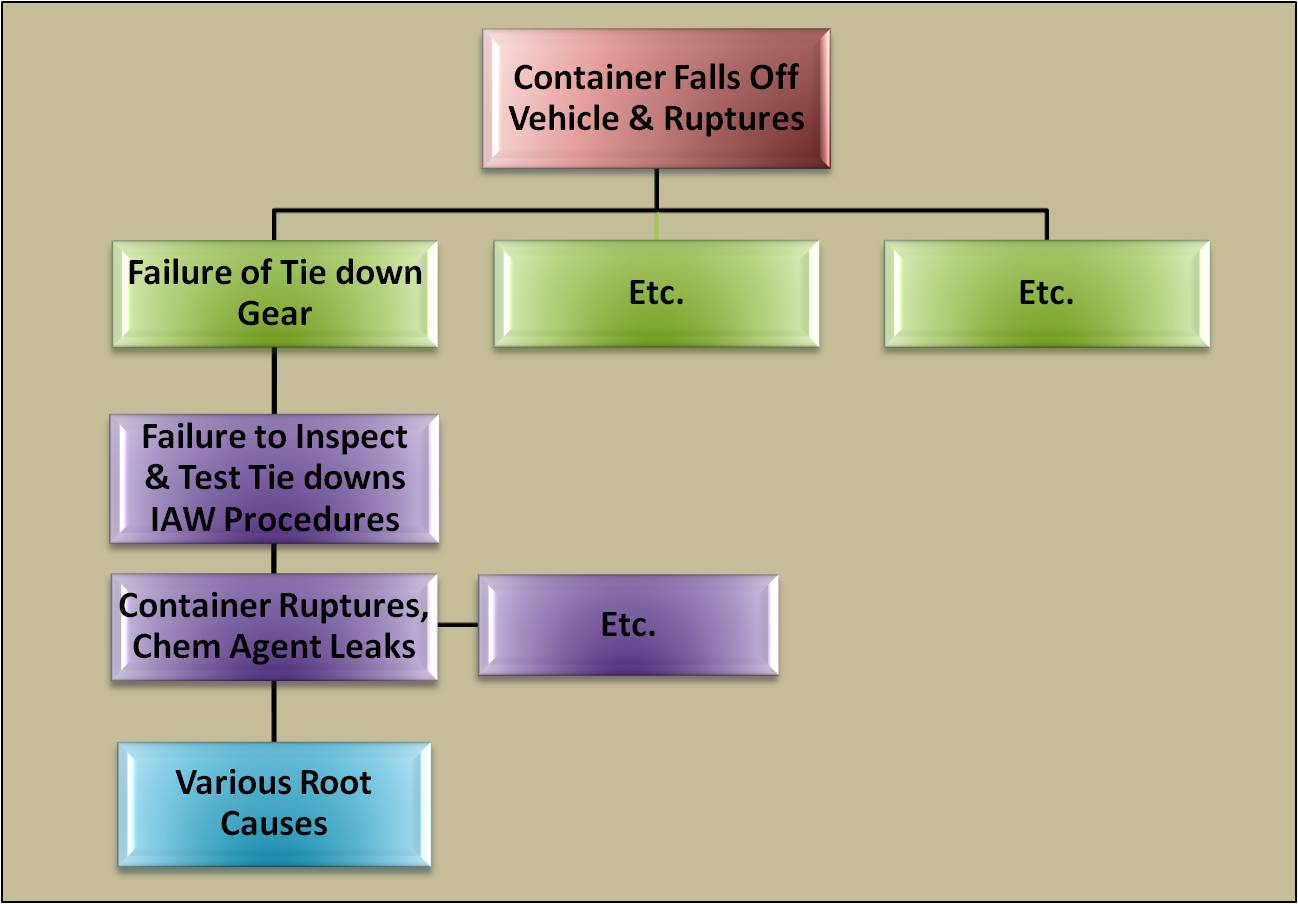 Container Falls Off
Vehicle & Ruptures
Failure of Tie down
Gear
Etc.
Etc.
Failure to Inspect
& Test Tie downs
IAW Procedures
Container Ruptures,
Chem Agent Leaks
Etc.
Various Root
Causes